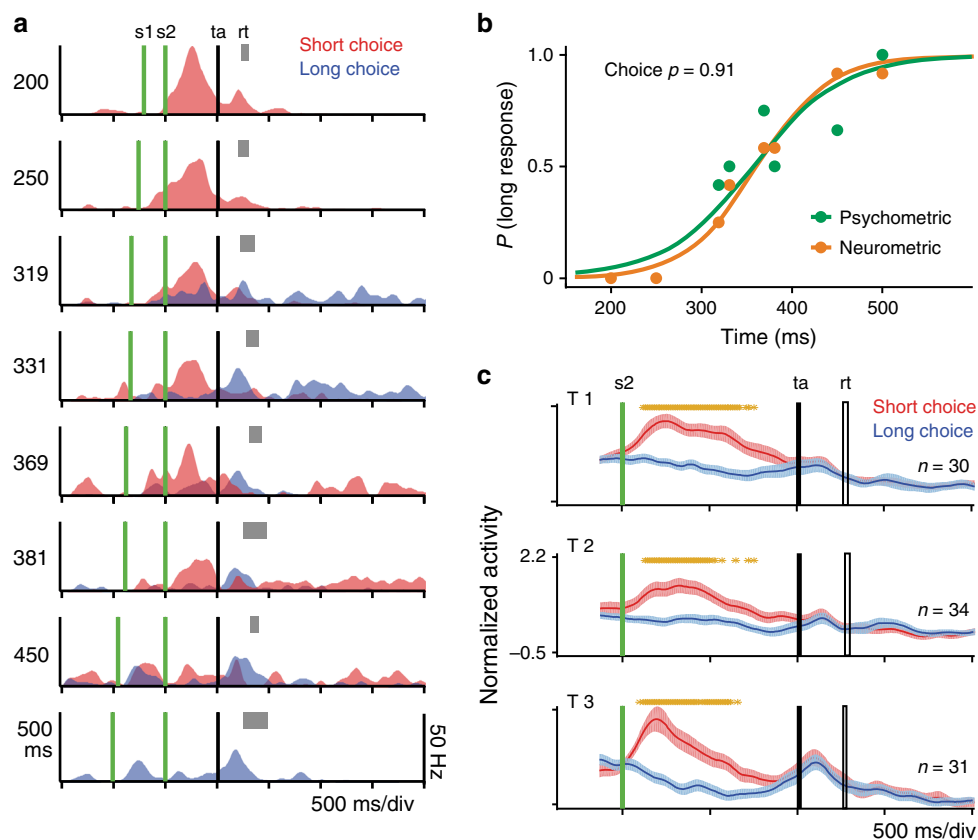 a
s1 s2 ta rt
Short choice
Long choice
200
250
319
331
369
381
450
500
ms
50 Hz
500 ms/div
b
Choice p = 0.91
P (long response)
1.0
0.5
0
Psychometric
Neurometric
200 300 400 500
Time (ms)
c
s2 ta rt
T 1
Short choice
Long choice
n = 30
Normalized activity
T 2
2.2
–0.5
n = 34
T 3
n = 31
500 ms/div